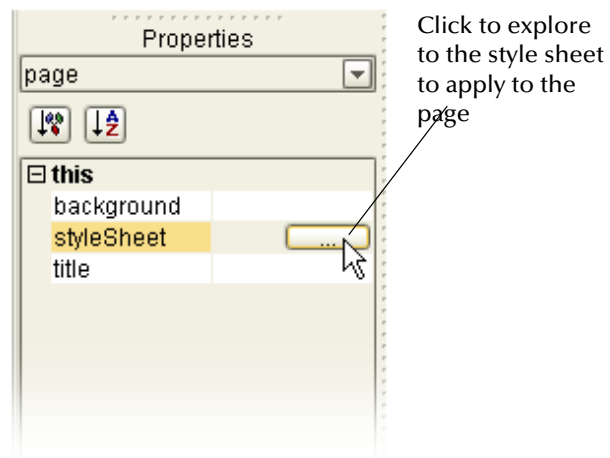 Properties
page
A
Z
this
background
styleSheet
...
title
Click to explore
to the style sheet
to apply to the
page